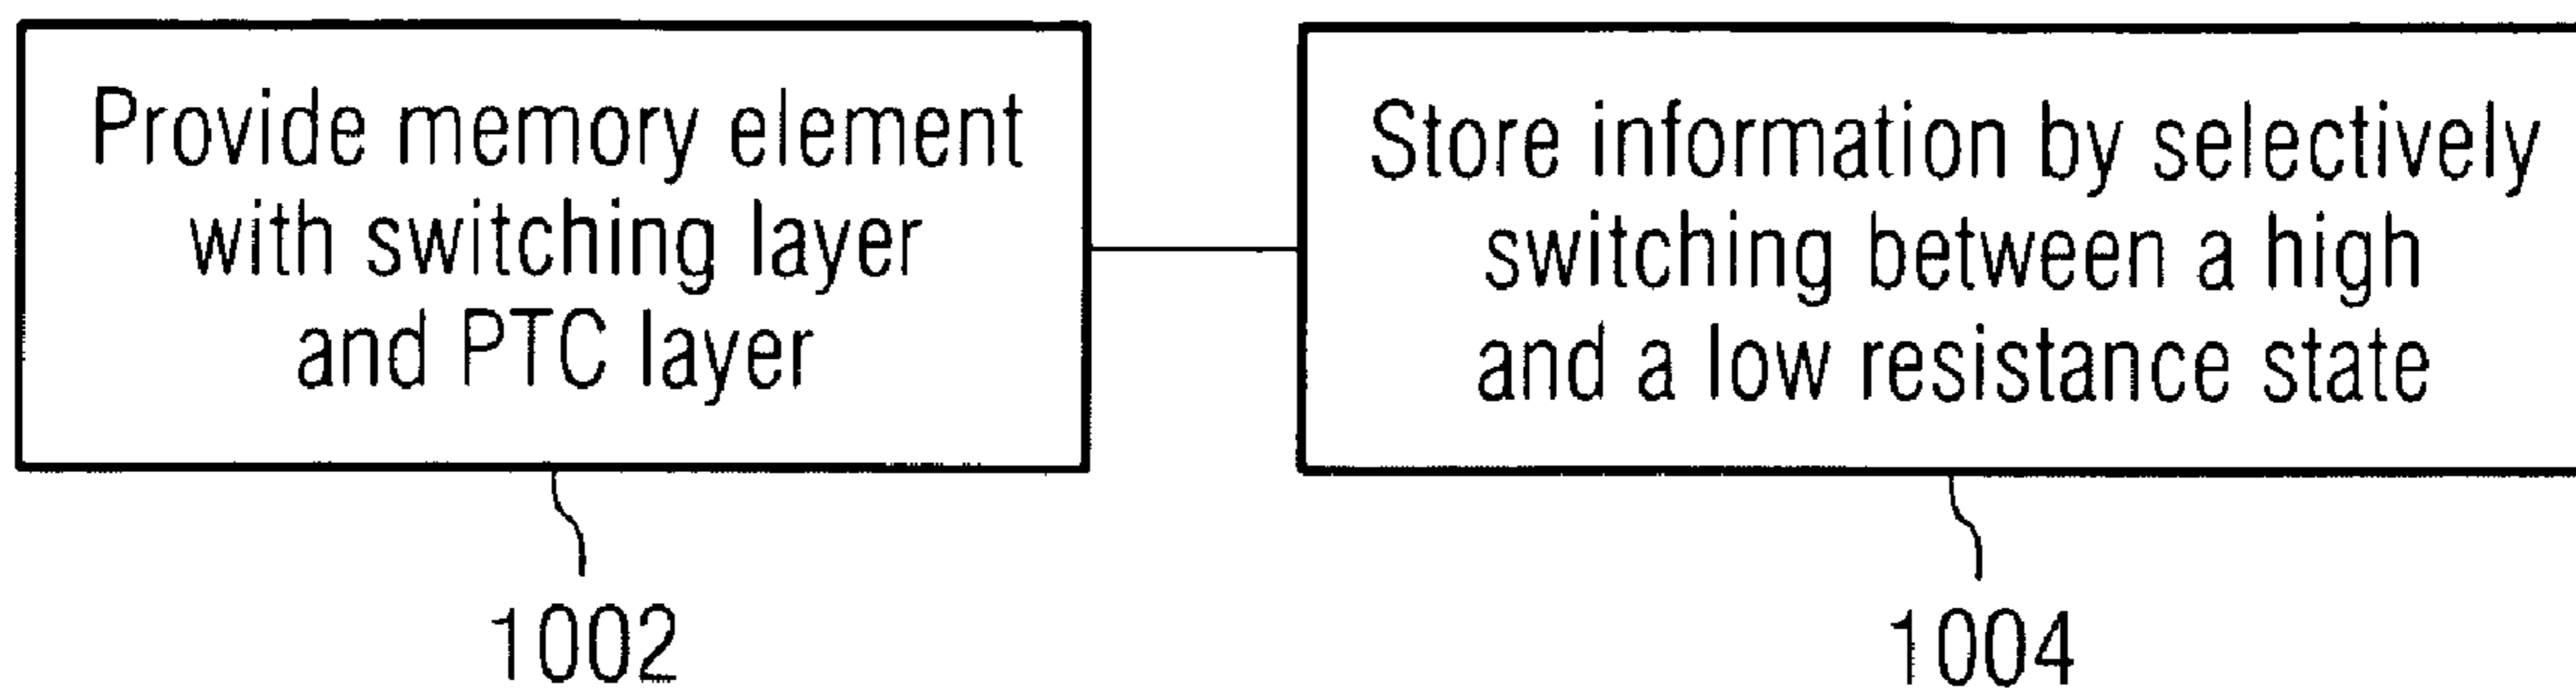 Provide memory element
with switching layer
and PTC layer
Store information by selectively
switching between a high
and a low resistance state
1002
1004